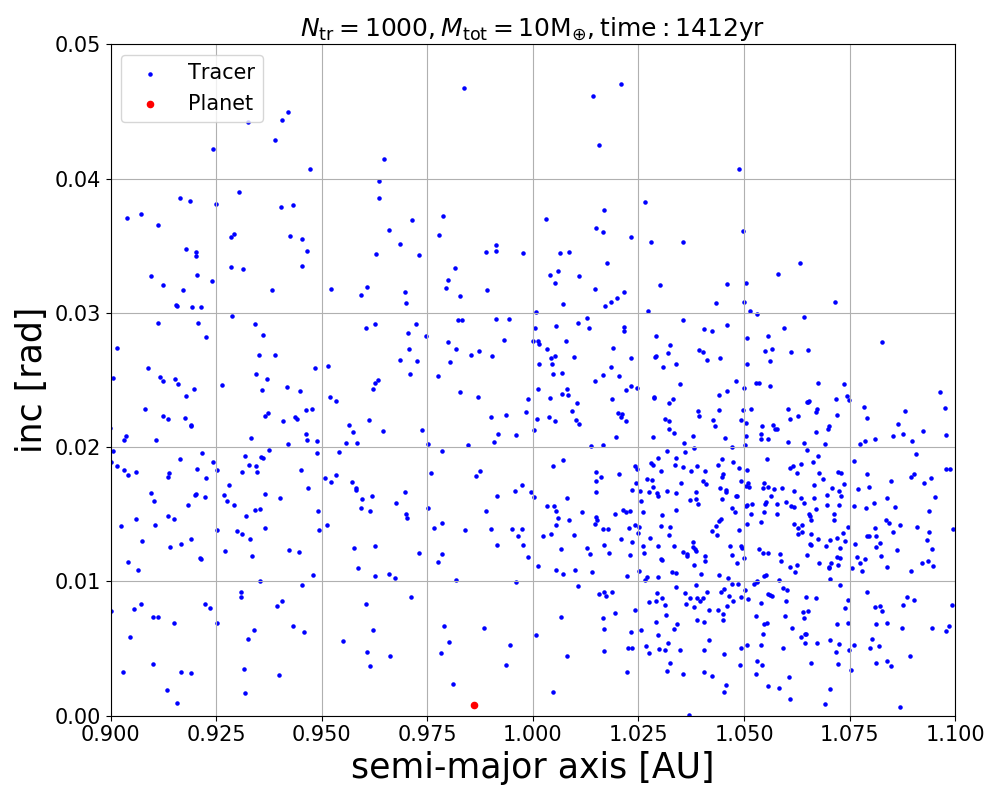 N_tr = 1000, M_tot = 10M_⊕, time : 1412yr
0.05
Tracer
Planet
0.04
0.03
inc [rad]
0.02
0.01
0.00
0.900 0.925 0.950 0.975 1.000 1.025 1.050 1.075 1.100
semi-major axis [AU]